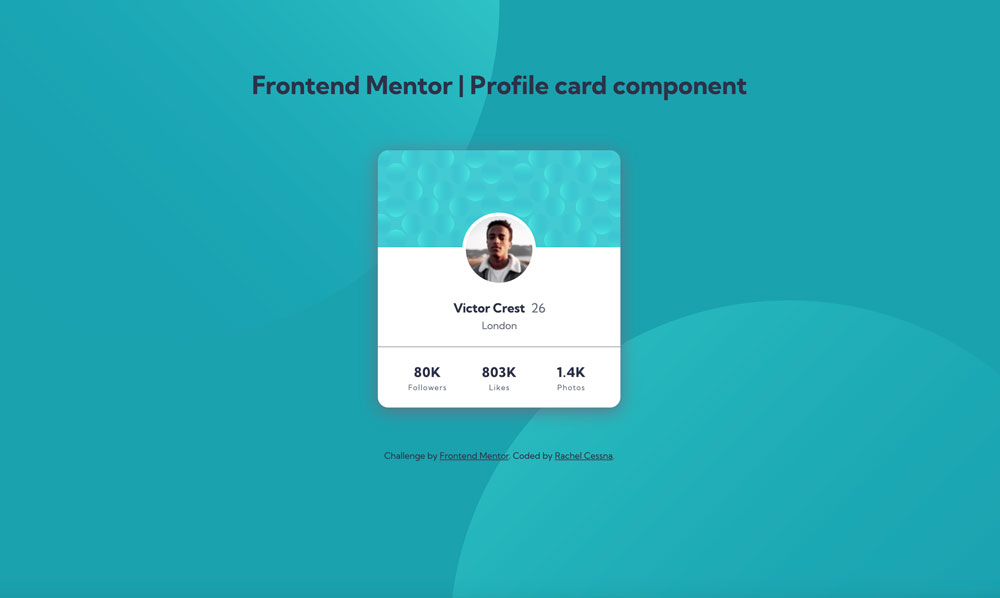 Frontend Mentor | Profile card component
Victor Crest 26
London
80K 803K 1.4K
Followers Likes Photos
Challenge by Frontend Mentor. Coded by Rachel Cessna.